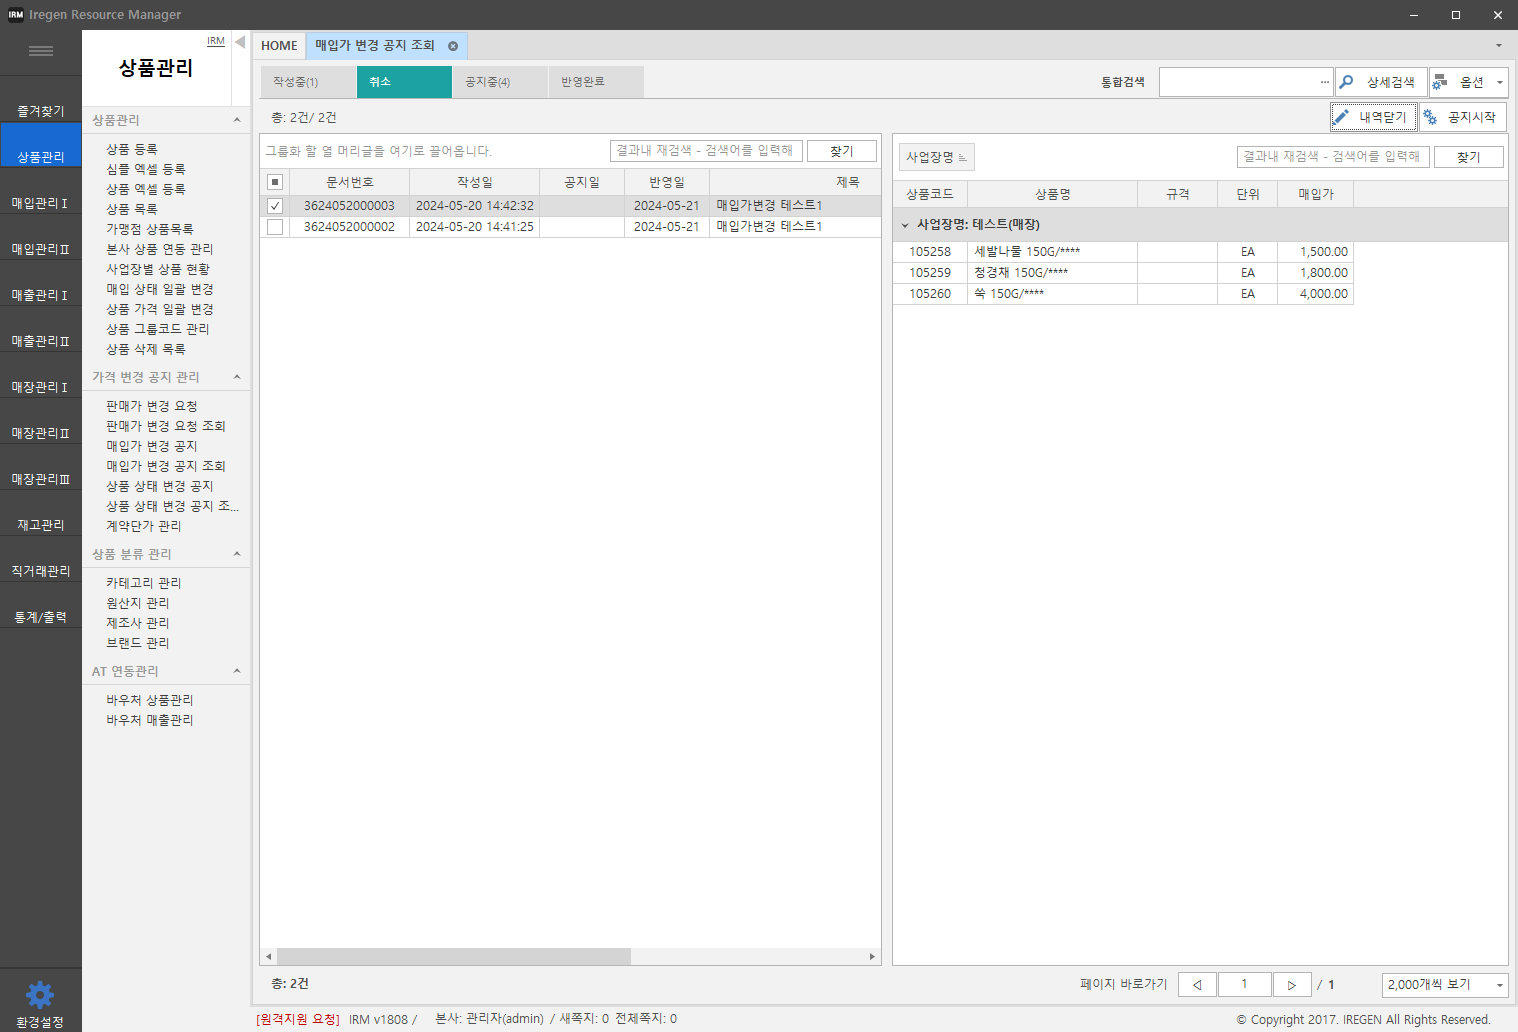 IRM Iregen Resource Manager
즐겨찾기
상품관리
매입관리 I
매입관리 II
매출관리 I
매출관리 II
매장관리 I
매장관리 II
매장관리 III
재고관리
직거래관리
통계/출력
환경설정
IRM
상품관리
상품관리
상품 등록
심플 엑셀 등록
상품 엑셀 등록
상품 목록
가맹점 상품목록
본사 상품 연동 관리
사업장별 상품 현황
매입 상태 일괄 변경
상품 가격 일괄 변경
상품 그룹코드 관리
상품 삭제 목록
가격 변경 공지 관리
판매가 변경 요청
판매가 변경 요청 조회
매입가 변경 공지
매입가 변경 공지 조회
상품 상태 변경 공지
상품 상태 변경 공지 조...
계약단가 관리
상품 분류 관리
카테고리 관리
원산지 관리
제조사 관리
브랜드 관리
AT 연동관리
바우처 상품관리
바우처 매출관리
HOME 매입가 변경 공지 조회
작성중(1) 취소 공지중(4) 반영완료 통합검색 ... 상세검색 옵션
총: 2건/ 2건 내역닫기 공지시작
그룹화 할 열 머리글을 여기로 끌어옵니다. 결과내 재검색 - 검색어를 입력해 찾기
문서번호 작성일 공지일 반영일 제목
3624052000003 2024-05-20 14:42:32 2024-05-21 매입가변경 테스트1
3624052000002 2024-05-20 14:41:25 2024-05-21 매입가변경 테스트1
사업장명 결과내 재검색 - 검색어를 입력해 찾기
상품코드 상품명 규격 단위 매입가
사업장명: 테스트(매장)
105258 세발나물 150G/**** EA 1,500.00
105259 청경채 150G/**** EA 1,800.00
105260 쑥 150G/**** EA 4,000.00
총: 2건 페이지 바로가기 1 / 1 2,000개씩 보기
[원격지원 요청] IRM v1808 / 본사: 관리자(admin) / 새쪽지: 0 전체쪽지: 0 © Copyright 2017. IREGEN All Rights Reserved.